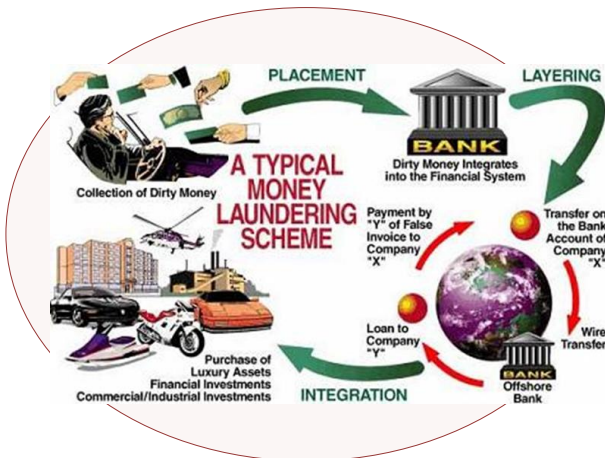 PLACEMENT
LAYERING
BANK
Dirty Money Integrates
into the Financial System
Collection of Dirty Money
A TYPICAL
MONEY
LAUNDERING
SCHEME
Payment by
"Y" of False
Invoice to
Company
"X"
Transfer on
the Bank
Account of
Company
"X"
Wire
Transfer
Loan to
Company
"Y"
BANK
Offshore
Bank
Purchase of
Luxury Assets
Financial Investments
Commercial/Industrial Investments
INTEGRATION